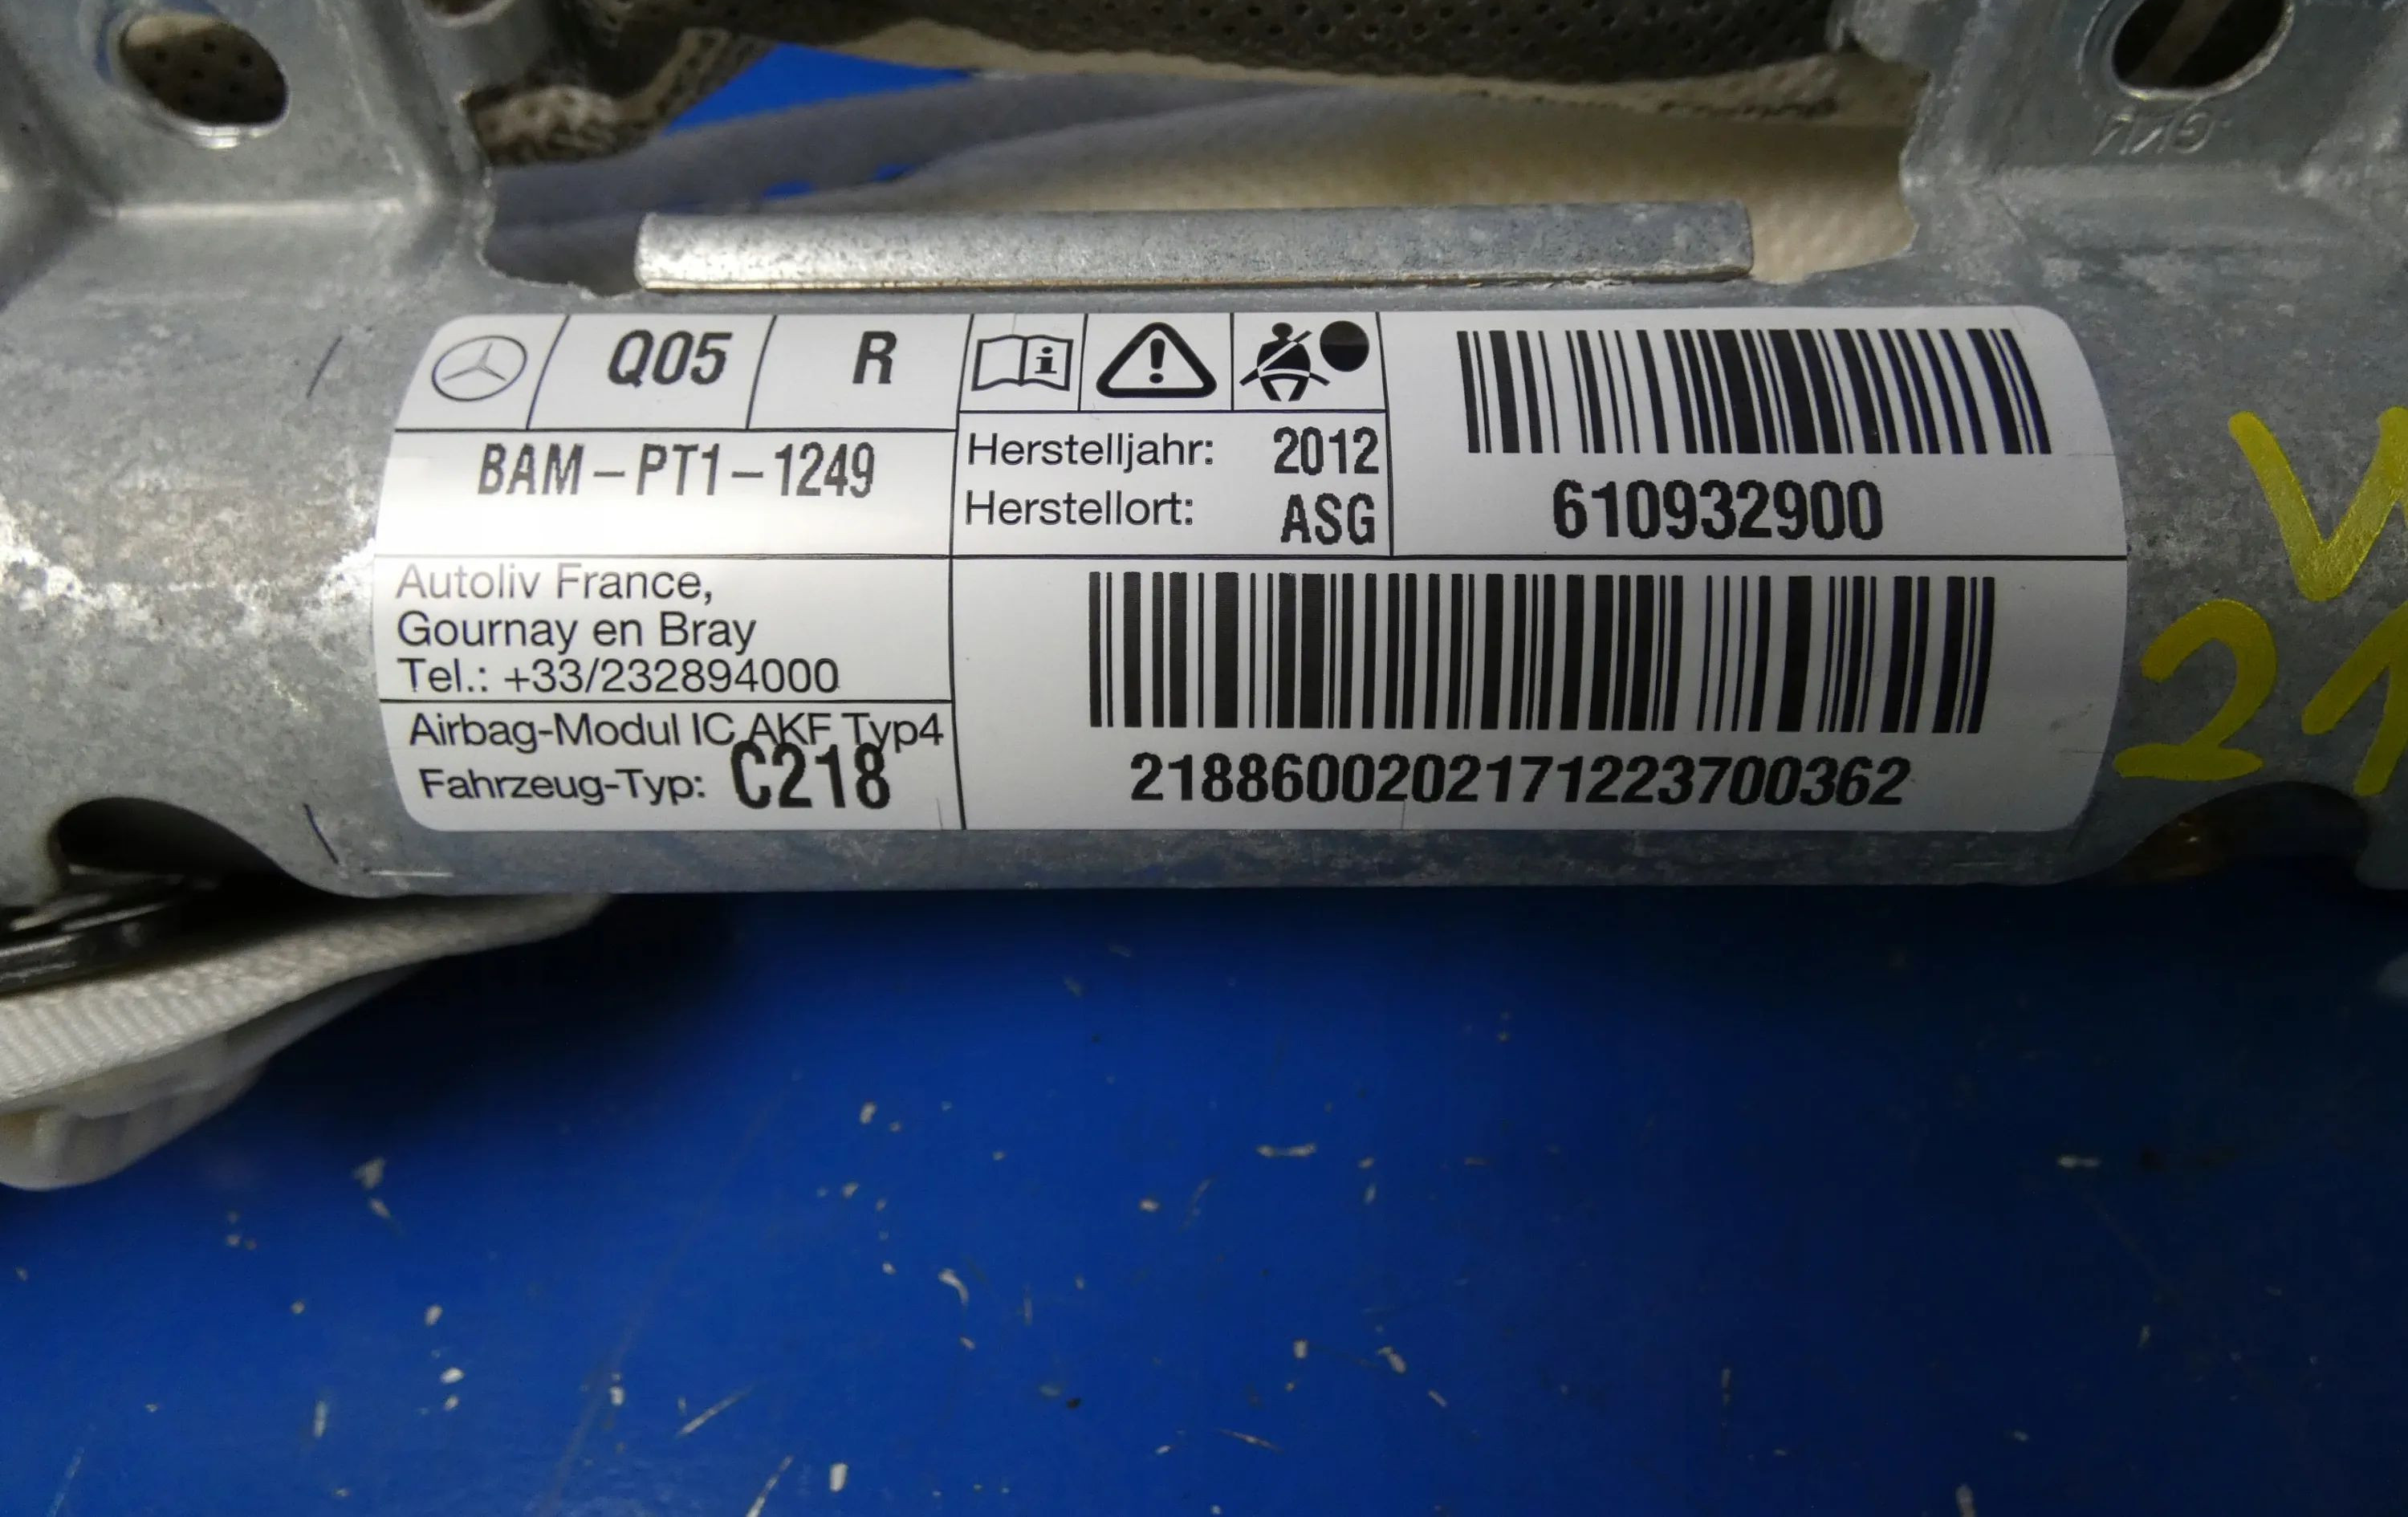 Q05 R
BAM-PT1-1249
Herstelljahr: 2012
Herstellort: ASG
610932900
Autoliv France,
Gournay en Bray
Tel.: +33/232894000
Airbag-Modul IC AKF Typ4
Fahrzeug-Typ: C218
2188600202171223700362
21